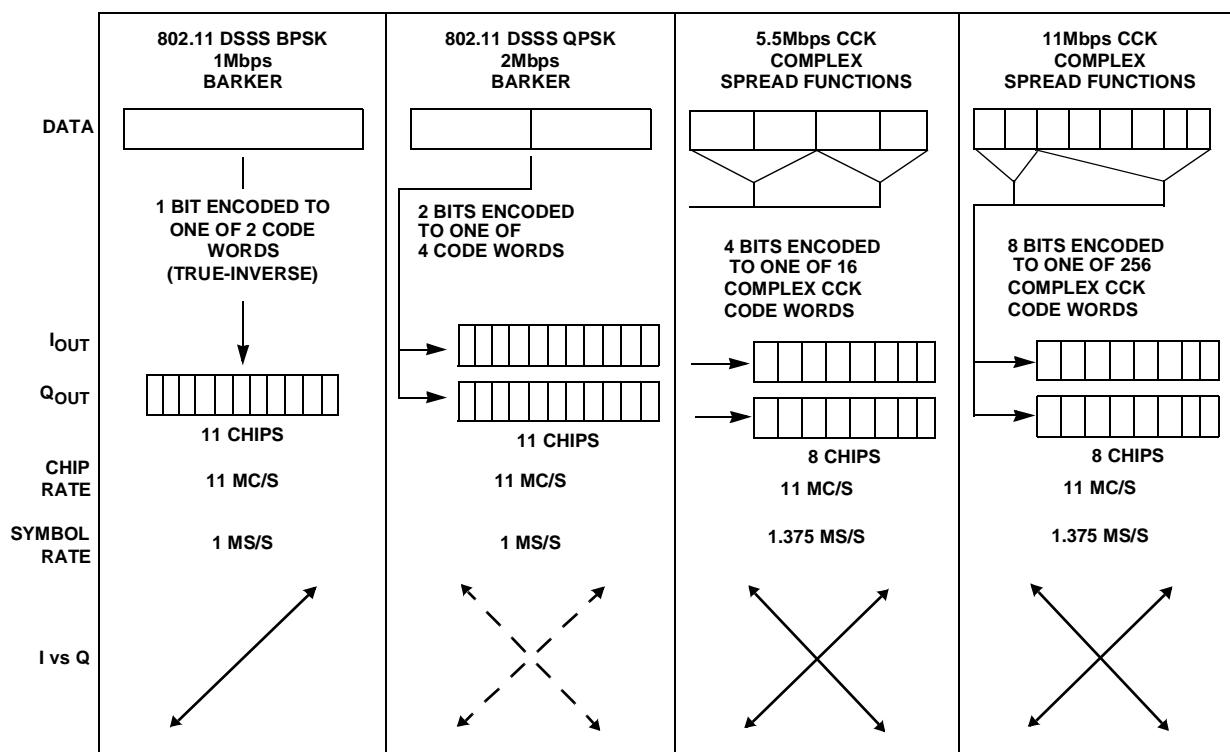 802.11 DSSS BPSK
1Mbps
BARKER
802.11 DSSS QPSK
2Mbps
BARKER
5.5Mbps CCK
COMPLEX
SPREAD FUNCTIONS
11Mbps CCK
COMPLEX
SPREAD FUNCTIONS
DATA
1 BIT ENCODED TO
ONE OF 2 CODE
WORDS
(TRUE-INVERSE)
2 BITS ENCODED
TO ONE OF
4 CODE WORDS
4 BITS ENCODED
TO ONE OF 16
COMPLEX CCK
CODE WORDS
8 BITS ENCODED
TO ONE OF 256
COMPLEX CCK
CODE WORDS
IOUT
QOUT
11 CHIPS
11 CHIPS
8 CHIPS
8 CHIPS
CHIP
RATE
11 MC/S
11 MC/S
11 MC/S
11 MC/S
SYMBOL
RATE
1 MS/S
1 MS/S
1.375 MS/S
1.375 MS/S
I vs Q